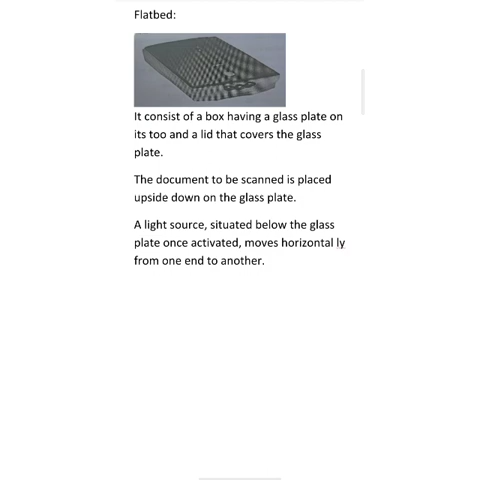 Flatbed:
It consist of a box having a glass plate on
its too and a lid that covers the glass
plate.
The document to be scanned is placed
upside down on the glass plate.
A light source, situated below the glass
plate once activated, moves horizontal ly
from one end to another.